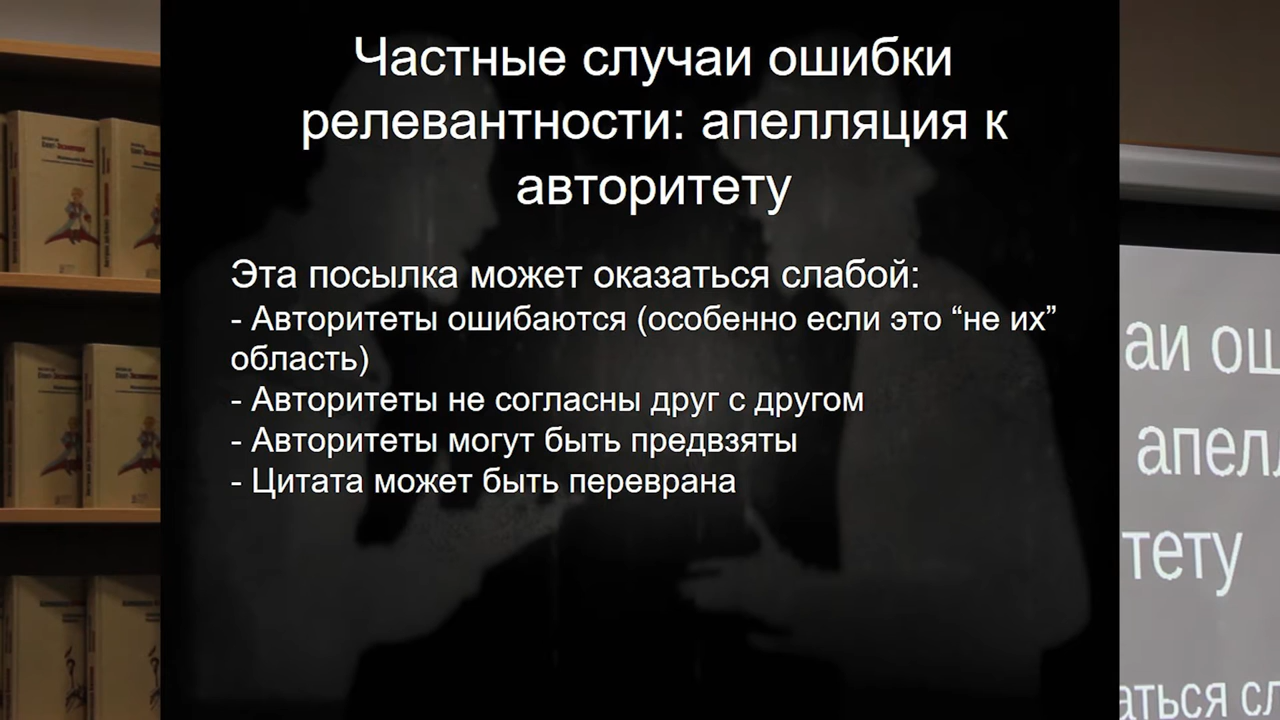 Частные случаи ошибки
релевантности: апелляция к
авторитету
Эта посылка может оказаться слабой:
- Авторитеты ошибаются (особенно если это “не их”
область)
- Авторитеты не согласны друг с другом
- Авторитеты могут быть предвзяты
- Цитата может быть переврана
аи ош
апелл
тету
аться сл